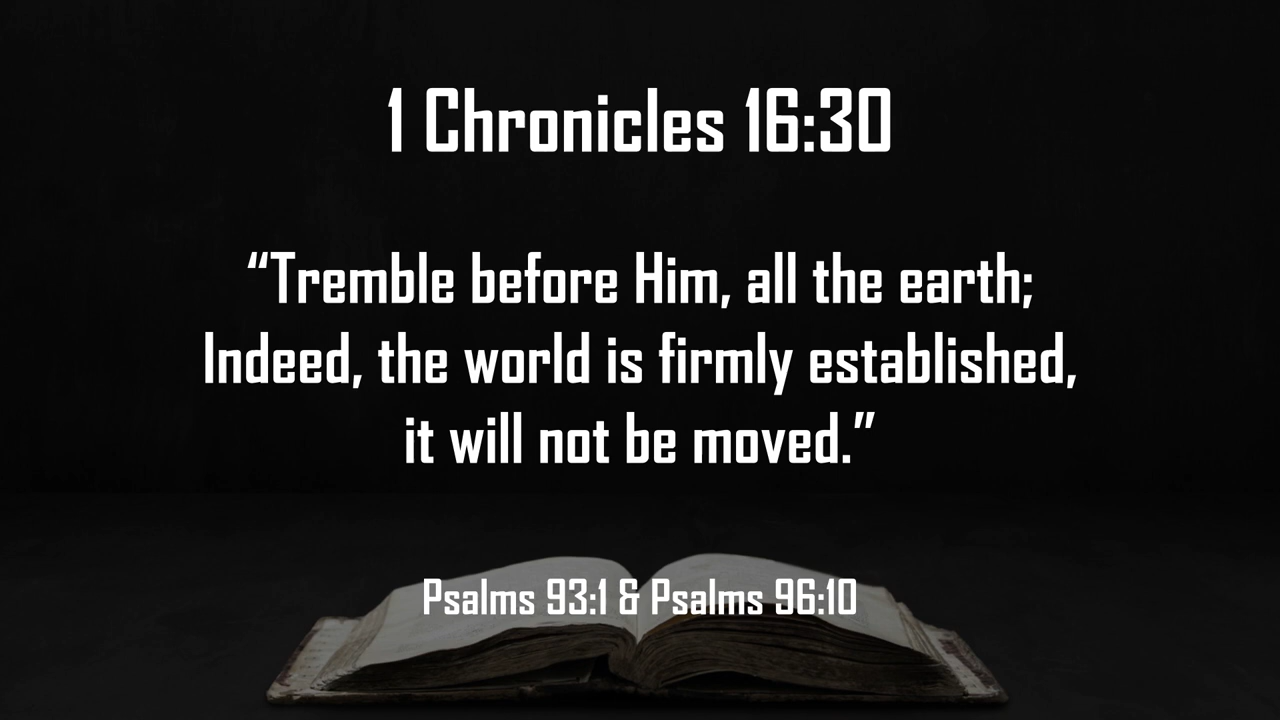 1 Chronicles 16:30
“Tremble before Him, all the earth;
Indeed, the world is firmly established,
it will not be moved.”
Psalms 93:1 & Psalms 96:10